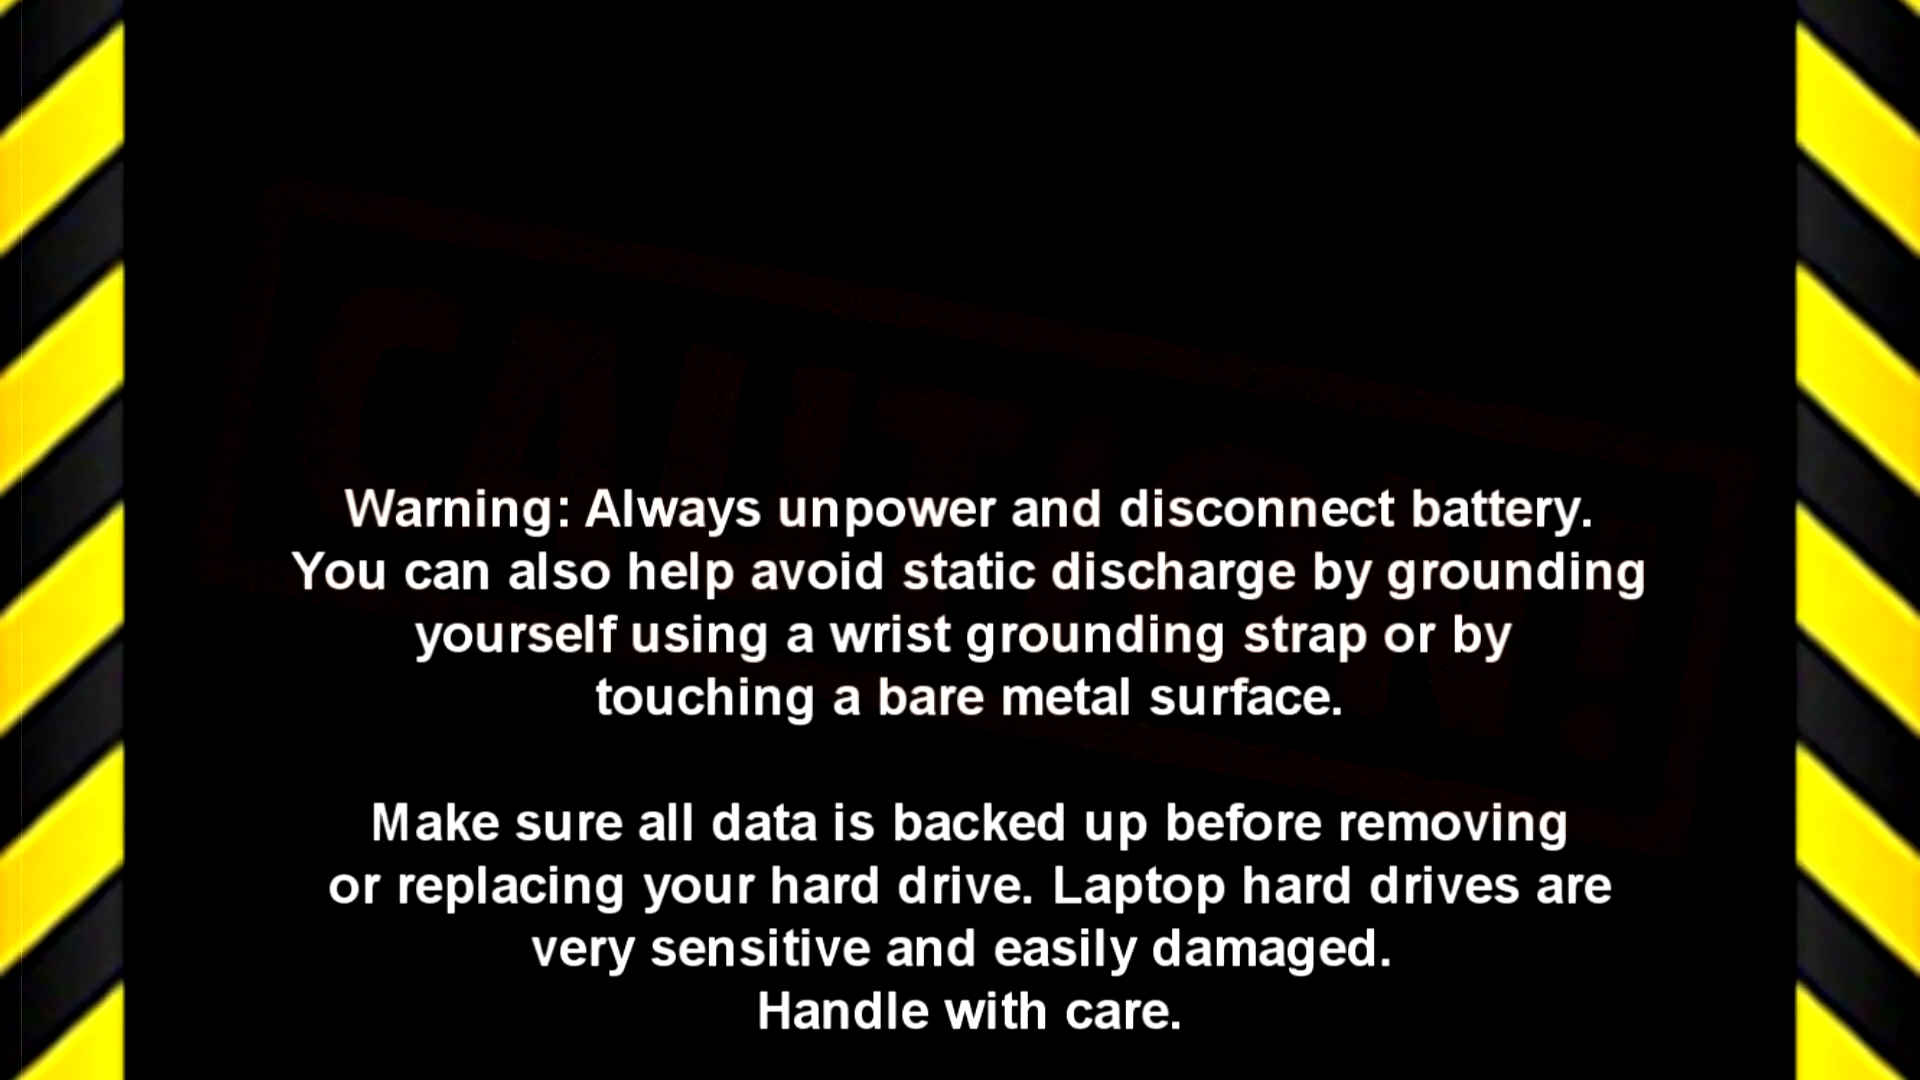 CAUTION!
Warning: Always unpower and disconnect battery.
You can also help avoid static discharge by grounding
yourself using a wrist grounding strap or by
touching a bare metal surface.
Make sure all data is backed up before removing
or replacing your hard drive. Laptop hard drives are
very sensitive and easily damaged.
Handle with care.